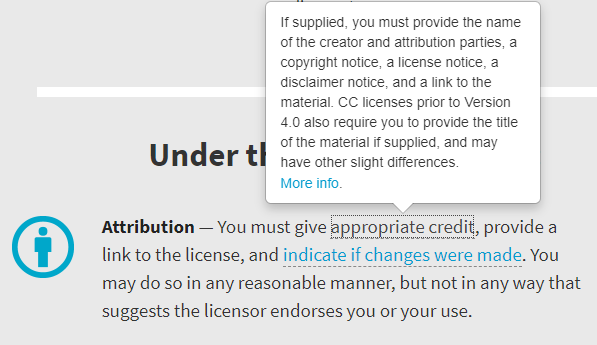 If supplied, you must provide the name
of the creator and attribution parties, a
copyright notice, a license notice, a
disclaimer notice, and a link to the
material. CC licenses prior to Version
4.0 also require you to provide the title
of the material if supplied, and may
have other slight differences.
More info.
Under th
Attribution — You must give appropriate credit, provide a
link to the license, and indicate if changes were made. You
may do so in any reasonable manner, but not in any way that
suggests the licensor endorses you or your use.